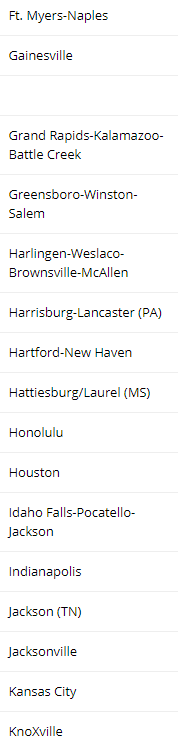 Ft. Myers-Naples
Gainesville
Grand Rapids-Kalamazoo-
Battle Creek
Greensboro-Winston-
Salem
Harlingen-Weslaco-
Brownsville-McAllen
Harrisburg-Lancaster (PA)
Hartford-New Haven
Hattiesburg/Laurel (MS)
Honolulu
Houston
Idaho Falls-Pocatello-
Jackson
Indianapolis
Jackson (TN)
Jacksonville
Kansas City
KnoXville